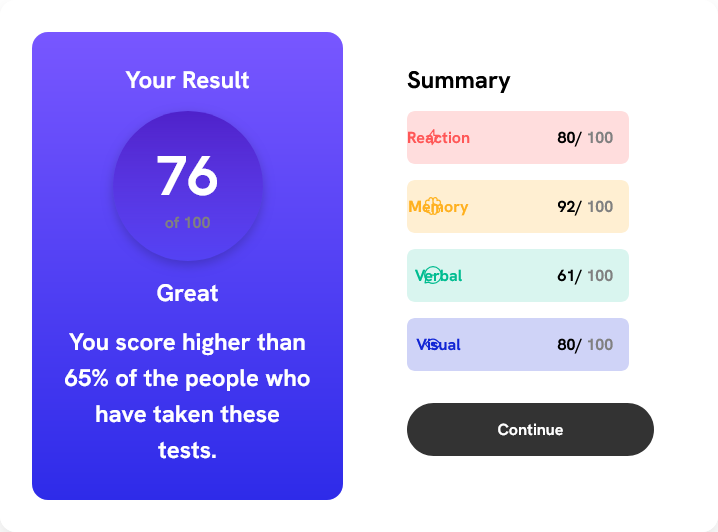 Your Result
76
of 100
Great
You score higher than
65% of the people who
have taken these
tests.
Summary
Reaction 80/ 100
Memory 92/ 100
Verbal 61/ 100
Visual 80/ 100
Continue